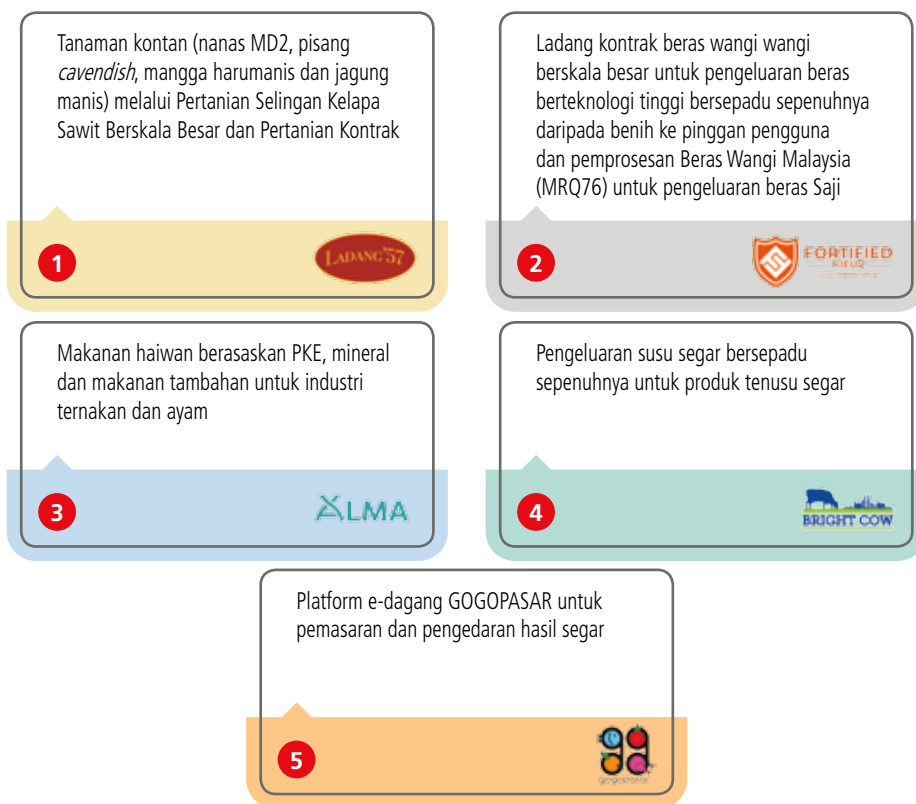 Tanaman kontan (nanas MD2, pisang
cavendish, mangga harumanis dan jagung
manis) melalui Pertanian Selingan Kelapa
Sawit Berskala Besar dan Pertanian Kontrak
1
LADANG'57
Ladang kontrak beras wangi wangi
berskala besar untuk pengeluaran beras
berteknologi tinggi bersepadu sepenuhnya
daripada benih ke pinggan pengguna
dan pemprosesan Beras Wangi Malaysia
(MRQ76) untuk pengeluaran beras Saji
2
FORTIFIED
Makanan haiwan berasaskan PKE, mineral
dan makanan tambahan untuk industri
ternakan dan ayam
3
ALMA
Pengeluaran susu segar bersepadu
sepenuhnya untuk produk tenusu segar
4
BRIGHT COW
Platform e-dagang GOGOPASAR untuk
pemasaran dan pengedaran hasil segar
5
gogopasar